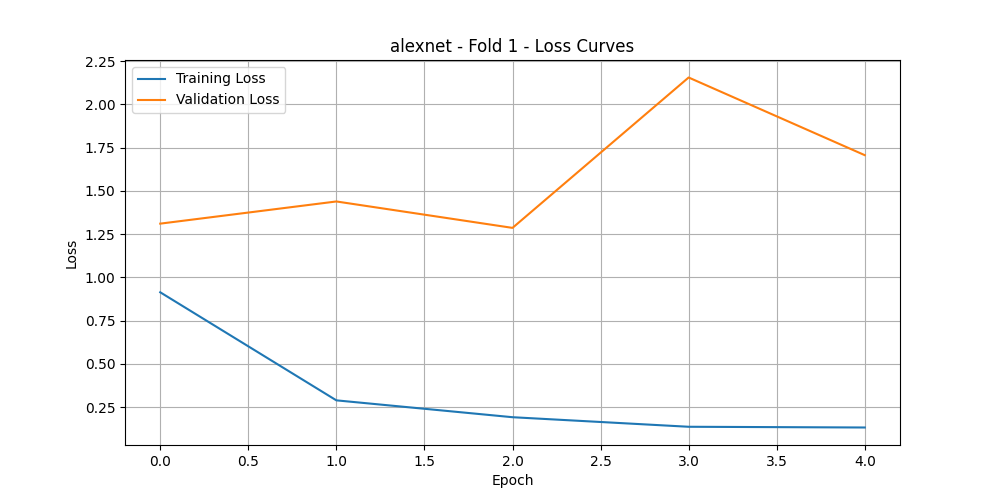 alexnet - Fold 1 - Loss Curves
Training Loss
Validation Loss
Loss
2.25
2.00
1.75
1.50
1.25
1.00
0.75
0.50
0.25
0.0 0.5 1.0 1.5 2.0 2.5 3.0 3.5 4.0
Epoch